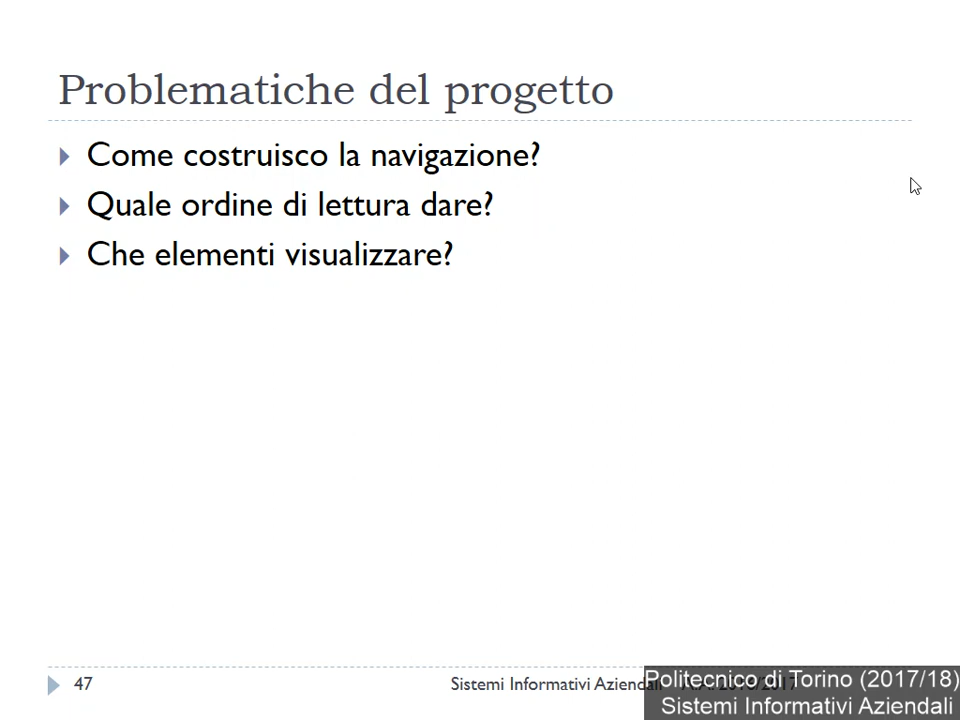 Problematiche del progetto
Come costruisco la navigazione?
Quale ordine di lettura dare?
Che elementi visualizzare?
47
Sistemi Informativi Aziendali
Politecnico di Torino (2017/18)
Sistemi Informativi Aziendali